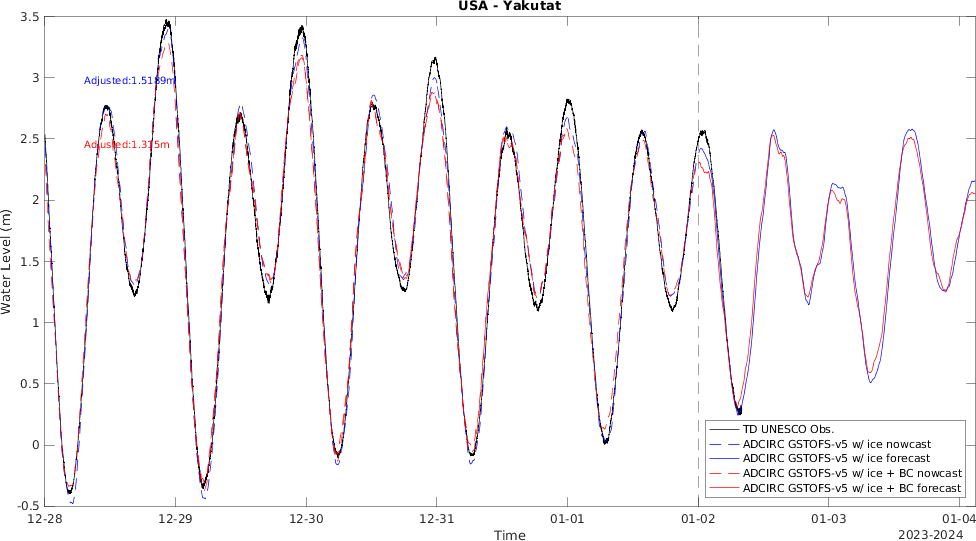 USA - Yakutat
3.5
3
2.5
2
1.5
1
0.5
0
-0.5
Water Level (m)
Adjusted:1.5189m
Adjusted:1.315m
TD UNESCO Obs.
ADCIRC GSTOFS-v5 w/ ice nowcast
ADCIRC GSTOFS-v5 w/ ice forecast
ADCIRC GSTOFS-v5 w/ ice + BC nowcast
ADCIRC GSTOFS-v5 w/ ice + BC forecast
12-28 12-29 12-30 12-31 01-01 01-02 01-03 01-04
Time
2023-2024